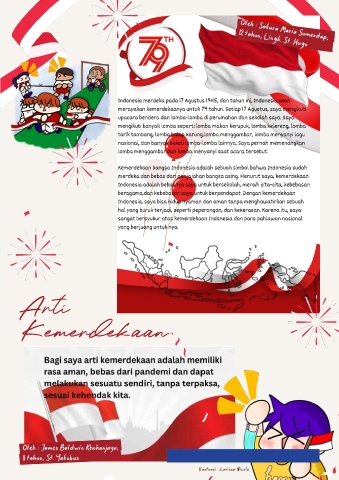 Oleh : Sakura Maria Sumerdap,
12 tahun, Lingk. St. Hugo
79TH
Indonesia merdeka pada 17 Agustus 1945, dan tahun ini, Indonesia akan
merayakan kemerdekaannya untuk 79 tahun. Setiap 17 Agustus, saya mengikuti
upacara bendera dan lomba-lomba di perumahan dan sekolah saya. Saya
mengikuti banyak lomba seperti lomba makan kerupuk, lomba kelereng, lomba
tarik tambang, lomba balap karung, lomba menggambar, lomba menyanyi lagu
nasional, dan banyak sekali lomba-lomba lainnya. Saya pernah memenangkan
lomba menggambar dan lomba menyanyi saat acara tersebut.
Kemerdekaan bangsa Indonesia adalah sebuah simbol bahwa Indonesia sudah
merdeka dan bebas dari penjajahan bangsa asing. Menurut saya, kemerdekaan
Indonesia adalah bebasnya saya untuk bersekolah, meraih cita-cita, kebebasan
beragama, dan kebebasan saya untuk berpendapat. Dengan kemerdekaan
Indonesia, saya bisa hidup nyaman dan aman tanpa mengkhawatirkan sebuah
hal yang buruk terjadi, seperti peperangan, dan kekerasan. Karena itu, saya
sangat bersyukur atas kemerdekaan Indonesia dan para pahlawan nasional
yang berjuang untuknya.
Arti
Kemerdekaan
Bagi saya arti kemerdekaan adalah memiliki
rasa aman, bebas dari pandemi dan dapat
melakukan sesuatu sendiri, tanpa terpaksa,
sesuai kehendak kita.
Oleh : James Baldwin
8 tahun, St. Yakobus
Ilustrasi : Larissa